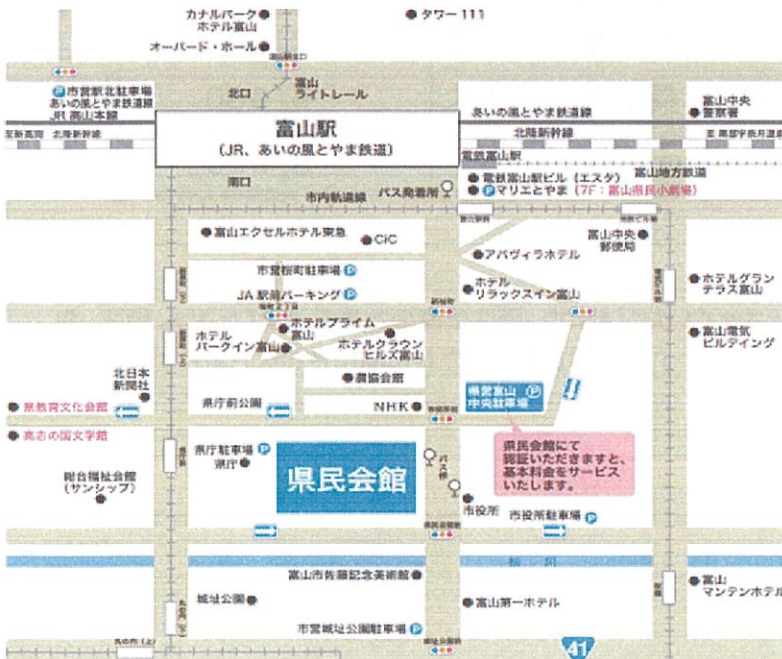 カナルパーク
ホテル富山
タワー111
オーバード・ホール
市営駅北駐車場
あいの風とやま鉄道線
JR 高山本線
北口
富山
ライトレール
富山駅
(JR、あいの風とやま鉄道)
あいの風とやま鉄道線
富山中央
警察署
至新高岡 北陸新幹線
北陸新幹線
至 黒部宇奈月温泉
電鉄富山駅
富山地方鉄道
南口
市内軌道線
バス発着所
電鉄富山駅ビル(エスタ)
マリエとやま(7F:富山県民小劇場)
富山エクセルホテル東急
CiC
富山中央
郵便局
アパヴィラホテル
市営桜町駐車場
JA 駅前パーキング
ホテル
リラックスイン富山
ホテルグラン
テラス富山
ホテルプライム
富山
ホテル
パークイン富山
ホテルクラウン
ヒルズ富山
富山電気
ビルディング
北日本
新聞社
農協会館
県教育文化会館
県庁前公園
NHK
県営富山
中央駐車場
高志の国文学館
県庁駐車場
県庁
県民会館
バス停
県民会館にて
認証いただきますと、
基本料金をサービス
いたします。
総合福祉会館
(サンシップ)
市役所
市役所駐車場
松川
富山市佐藤記念美術館
城址公園
富山第一ホテル
富山
マンテンホテル
市営城址公園駐車場
41